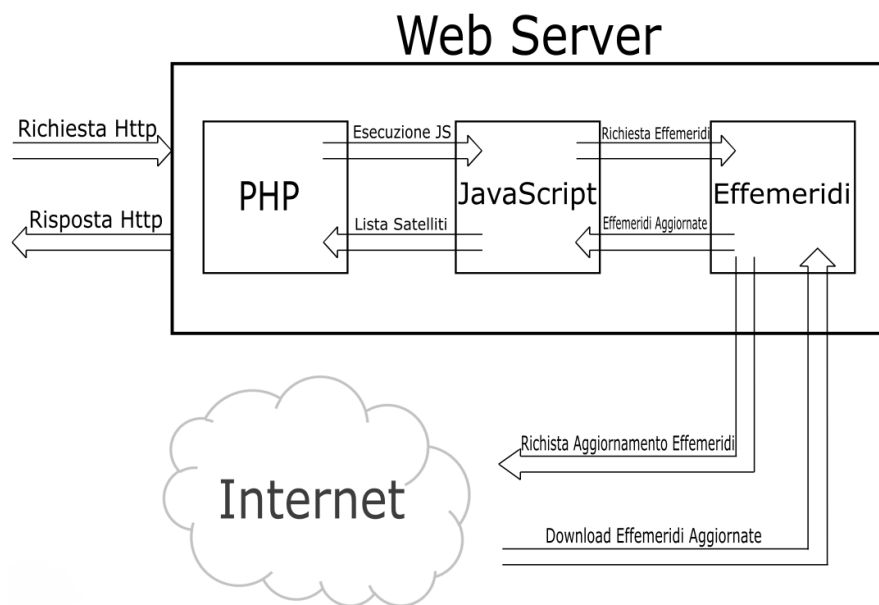 Web Server
Richiesta Http
Esecuzione JS
Richiesta Effemeridi
PHP
JavaScript
Effemeridi
Risposta Http
Lista Satelliti
Effemeridi Aggiornate
Richista Aggiornamento Effemeridi
Internet
Download Effemeridi Aggiornate